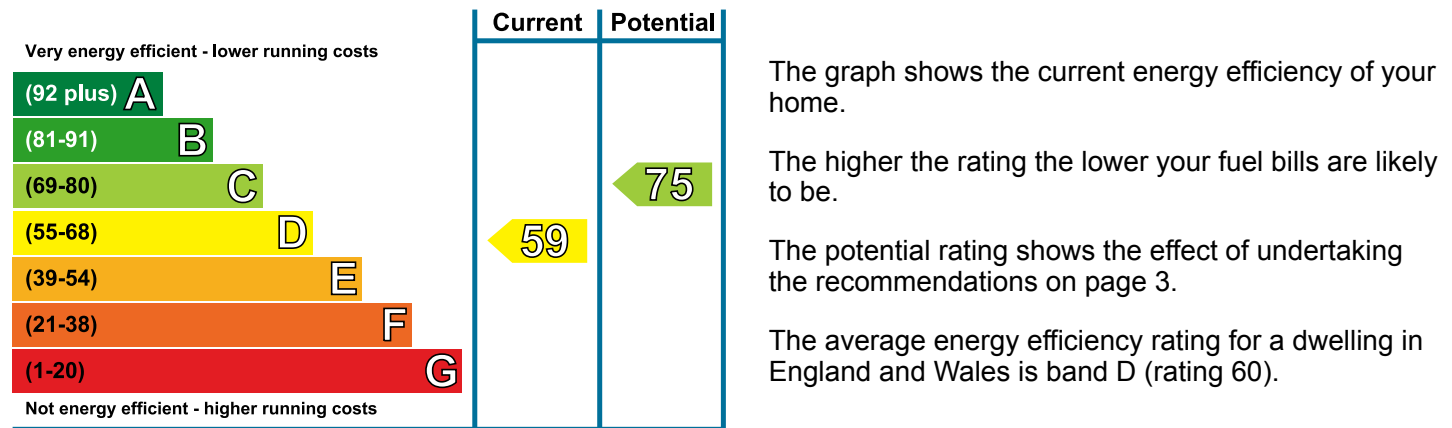 Current Potential
Very energy efficient - lower running costs
(92 plus) A
(81-91) B
(69-80) C
75
(55-68) D
59
(39-54) E
(21-38) F
(1-20) G
Not energy efficient - higher running costs
The graph shows the current energy efficiency of your
home.
The higher the rating the lower your fuel bills are likely
to be.
The potential rating shows the effect of undertaking
the recommendations on page 3.
The average energy efficiency rating for a dwelling in
England and Wales is band D (rating 60).